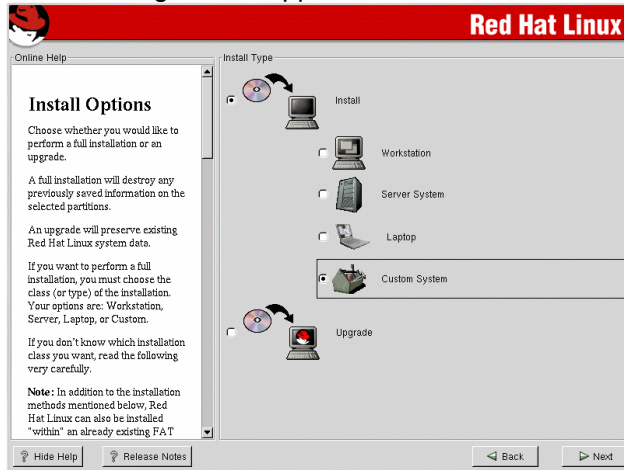 Red Hat Linux
Online Help
Install Options
Choose whether you would like to
perform a full installation or an
upgrade.
A full installation will destroy any
previously saved information on the
selected partitions.
An upgrade will preserve existing
Red Hat Linux system data.
If you want to perform a full
installation, you must choose the
class (or type) of the installation.
Your options are: Workstation,
Server, Laptop, or Custom.
If you don't know which installation
class you want, read the following
very carefully.
Note: In addition to the installation
methods mentioned below, Red
Hat Linux can also be installed
"within" an already existing FAT
Install Type
Install
Workstation
Server System
Laptop
Custom System
Upgrade
Hide Help
Release Notes
Back
Next